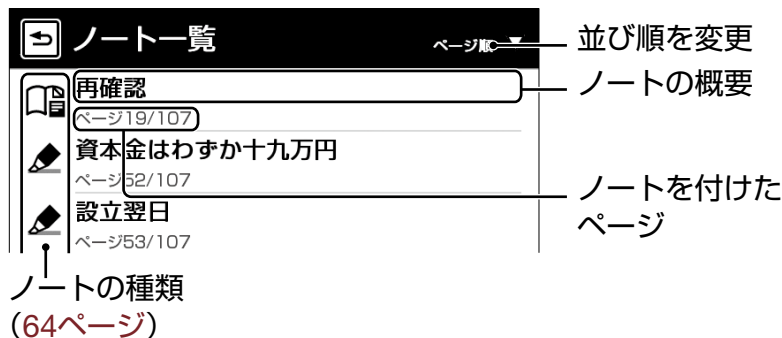 ノート一覧
ページ順
並び順を変更
再確認
ノートの概要
ページ19/107
資本金はわずか十九万円
ページ52/107
ノートを付けた
ページ
設立翌日
ページ53/107
ノートの種類
(64ページ)